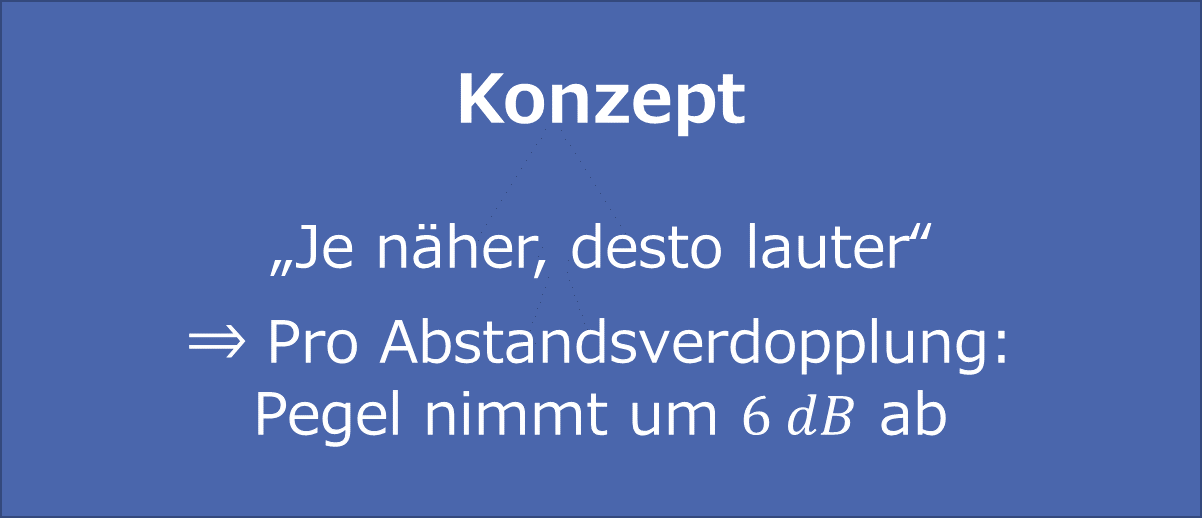 Konzept
„Je näher, desto lauter“
⇒ Pro Abstandsverdopplung:
Pegel nimmt um 6 dB ab